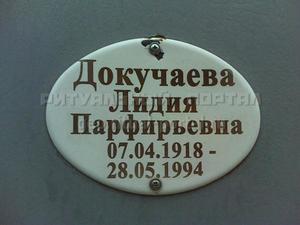 Докучаева
Лидия
Парфирьевна
07.04.1918 -
28.05.1994